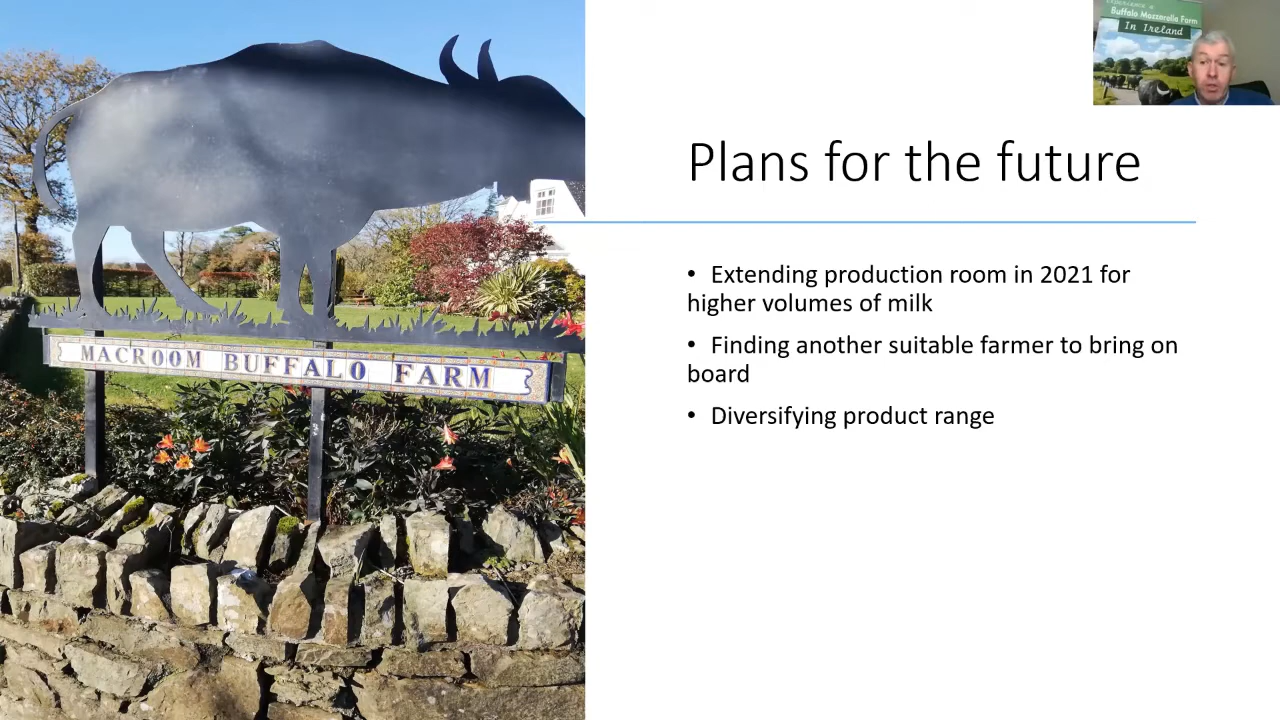 Buffalo Mozzarella Farm
In Ireland
Plans for the future
• Extending production room in 2021 for
higher volumes of milk
• Finding another suitable farmer to bring on
board
• Diversifying product range
MACROOM BUFFALO FARM